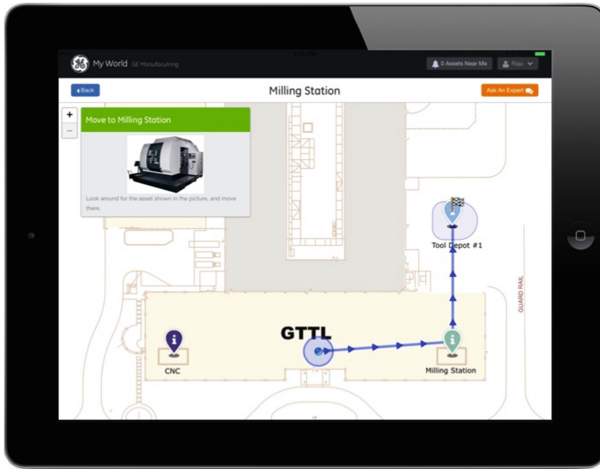 My World GE Manufacturing
0 Assets Near Me
Raju
Back
Milling Station
Ask An Expert
+
−
Move to Milling Station
Look around for the asset shown in the picture, and move
there.
Tool Depot #1
GUARD RAIL
GTTL
CNC
Milling Station